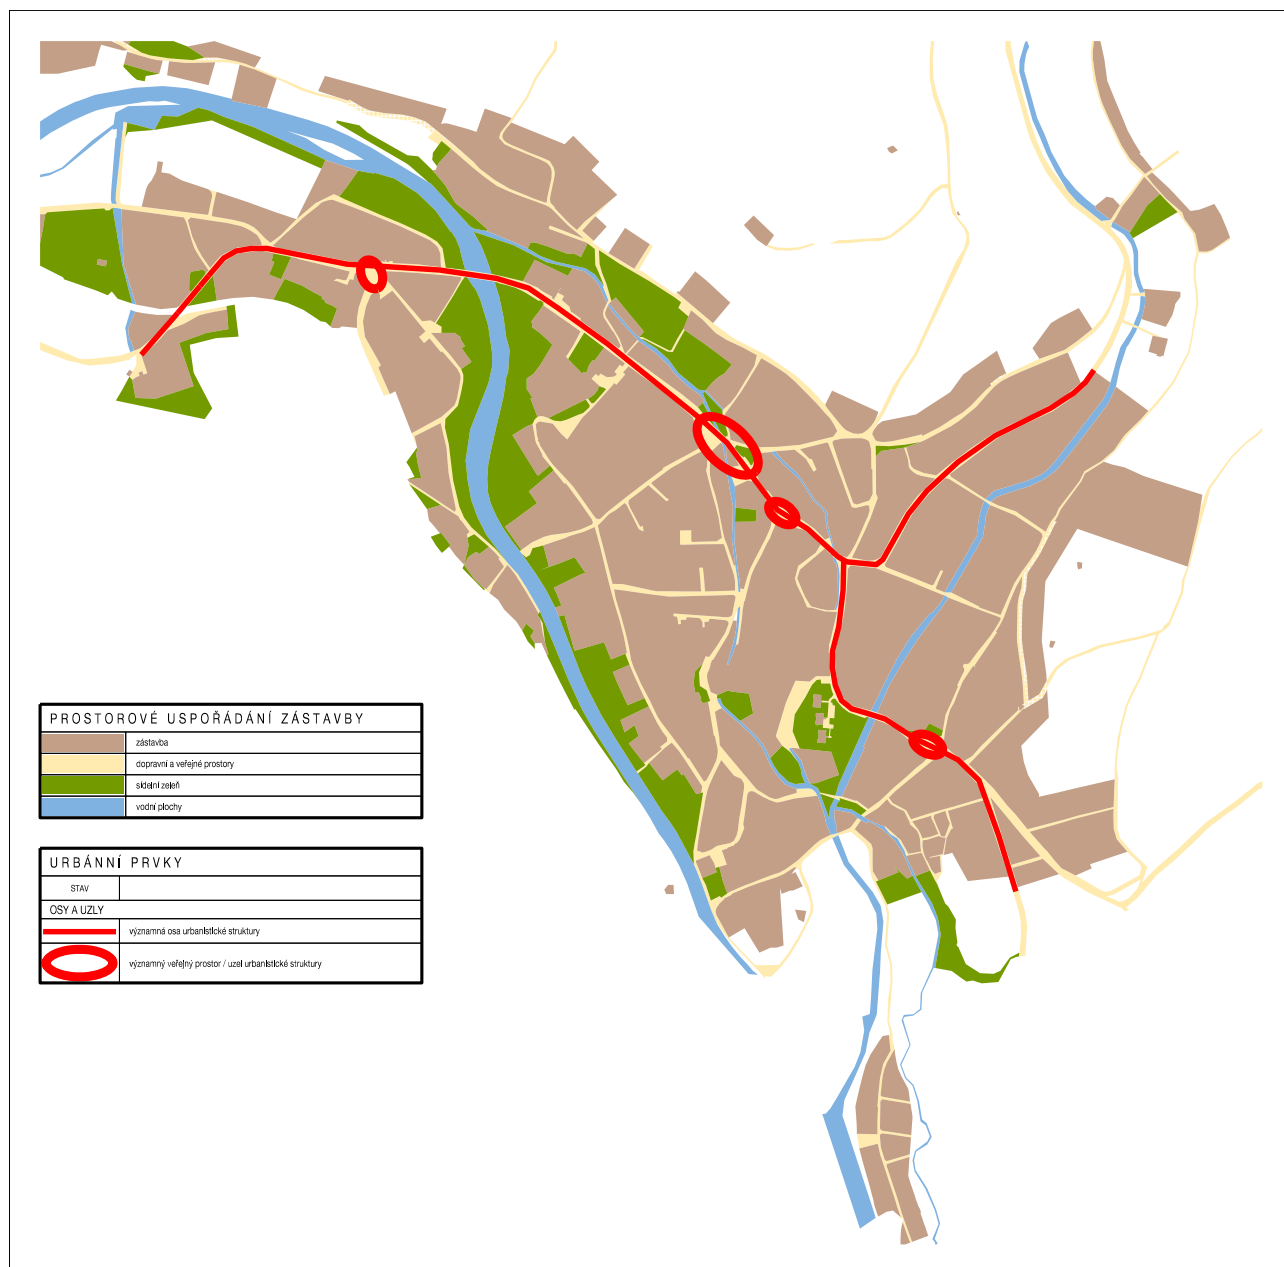 PROSTOROVÉ USPOŘÁDÁNÍ ZÁSTAVBY
zástavba
dopravní a veřejné prostory
sídelní zeleň
vodní plochy
URBÁNNÍ PRVKY
STAV
OSY A UZLY
významná osa urbanistické struktury
významný veřejný prostor / uzel urbanistické struktury